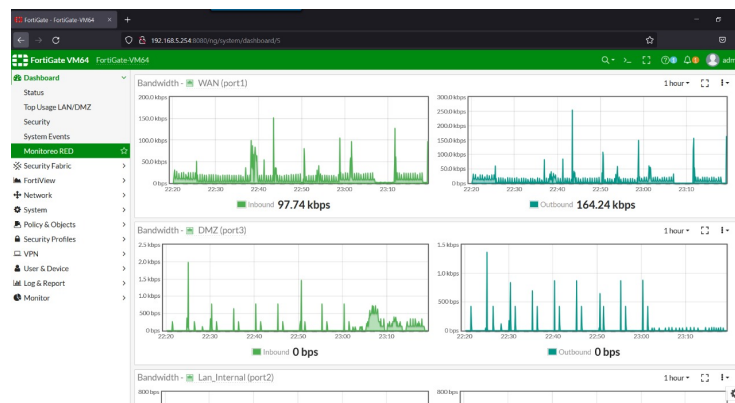 FortiGate - FortiGate-VM64
192.168.5.254:8080/ng/system/dashboard/5
FortiGate VM64 FortiGate-VM64
adm
Dashboard
Status
Top Usage LAN/DMZ
Security
System Events
Monitoreo RED
Security Fabric
FortiView
Network
System
Policy & Objects
Security Profiles
VPN
User & Device
Log & Report
Monitor
Bandwidth - WAN (port1) 1 hour
200.0 kbps
150.0 kbps
100.0 kbps
50.0 kbps
0 bps
22:20 22:30 22:40 22:50 23:00 23:10
Inbound 97.74 kbps
300.0 kbps
250.0 kbps
200.0 kbps
150.0 kbps
100.0 kbps
50.0 kbps
0 bps
22:20 22:30 22:40 22:50 23:00 23:10
Outbound 164.24 kbps
Bandwidth - DMZ (port3) 1 hour
2.5 kbps
2.0 kbps
1.5 kbps
1.0 kbps
500 bps
0 bps
22:20 22:30 22:40 22:50 23:00 23:10
Inbound 0 bps
1.5 kbps
1.0 kbps
500 bps
0 bps
22:20 22:30 22:40 22:50 23:00 23:10
Outbound 0 bps
Bandwidth - Lan_Internal (port2) 1 hour
800 bps
800 bps